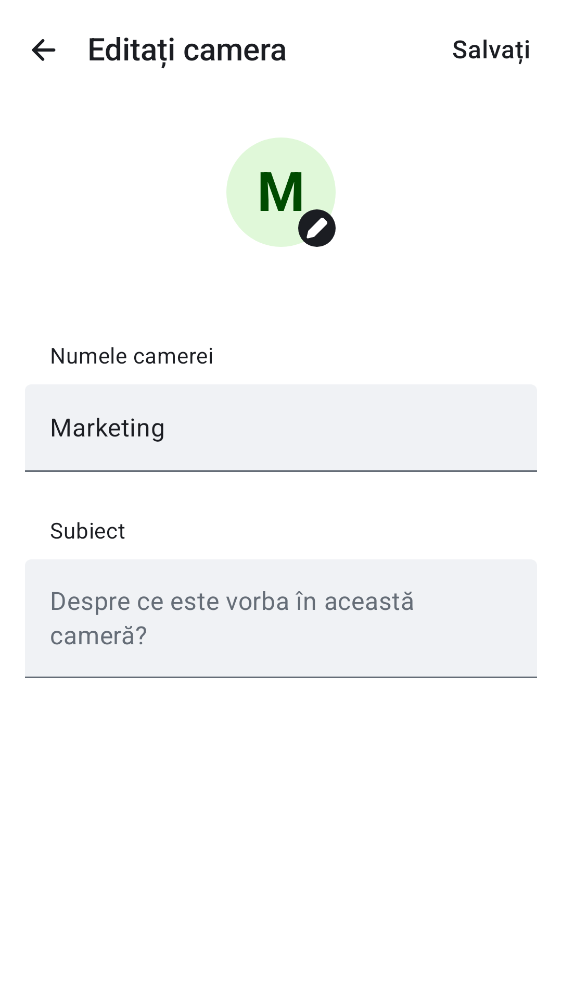 Editați camera
Salvați
M
Numele camerei
Marketing
Subiect
Despre ce este vorba în această
cameră?